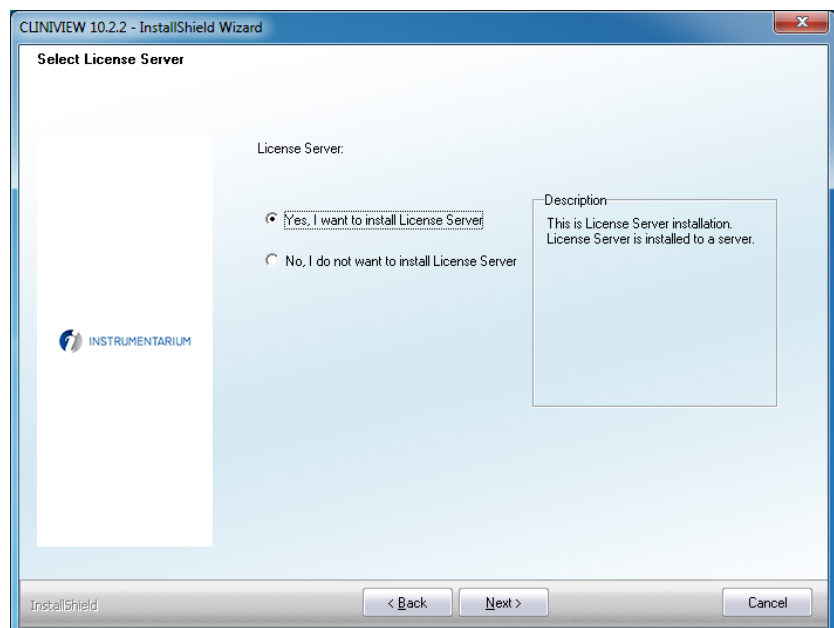 CLINIVIEW 10.2.2 - InstallShield Wizard
Select License Server
License Server:
Yes, I want to install License Server
No, I do not want to install License Server
Description
This is License Server installation.
License Server is installed to a server.
INSTRUMENTARIUM
InstallShield
< Back
Next >
Cancel